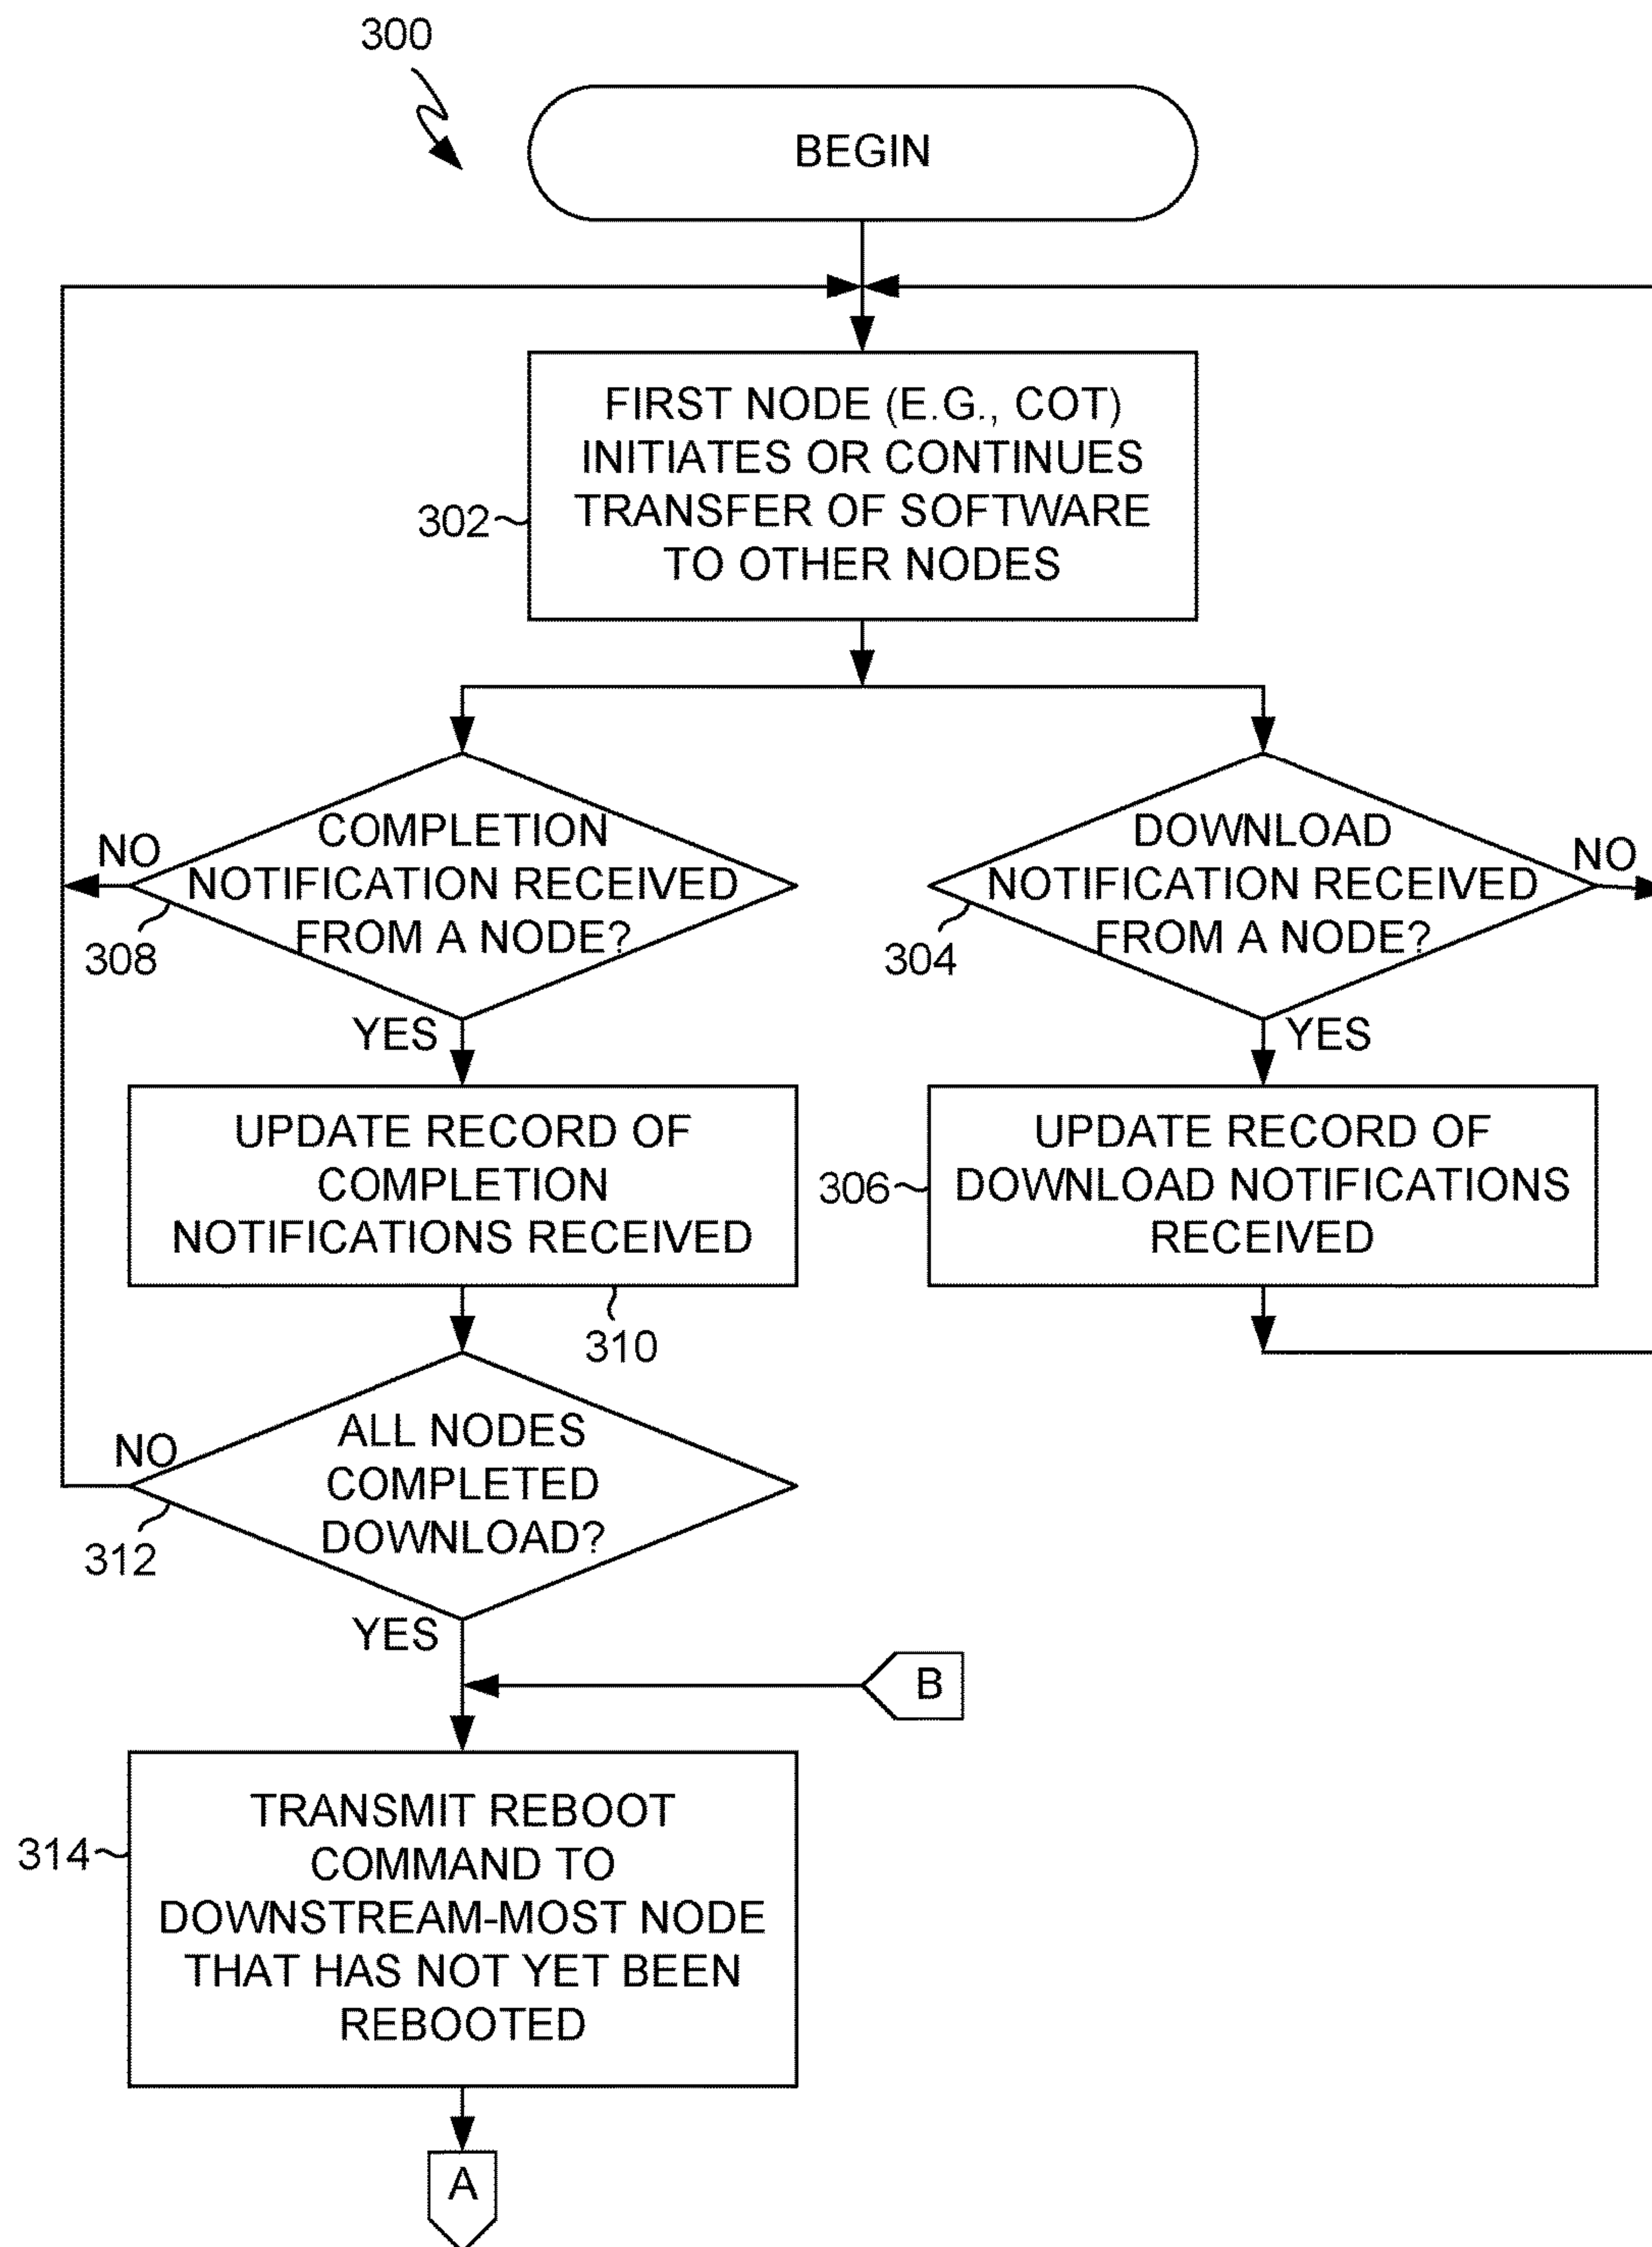 300
BEGIN
FIRST NODE (E.G., COT)
INITIATES OR CONTINUES
TRANSFER OF SOFTWARE
TO OTHER NODES
302
COMPLETION
NOTIFICATION RECEIVED
FROM A NODE?
NO
308
YES
DOWNLOAD
NOTIFICATION RECEIVED
FROM A NODE?
NO
304
YES
UPDATE RECORD OF
COMPLETION
NOTIFICATIONS RECEIVED
310
UPDATE RECORD OF
DOWNLOAD NOTIFICATIONS
RECEIVED
306
ALL NODES
COMPLETED
DOWNLOAD?
NO
312
YES
B
TRANSMIT REBOOT
COMMAND TO
DOWNSTREAM-MOST NODE
THAT HAS NOT YET BEEN
REBOOTED
314
A